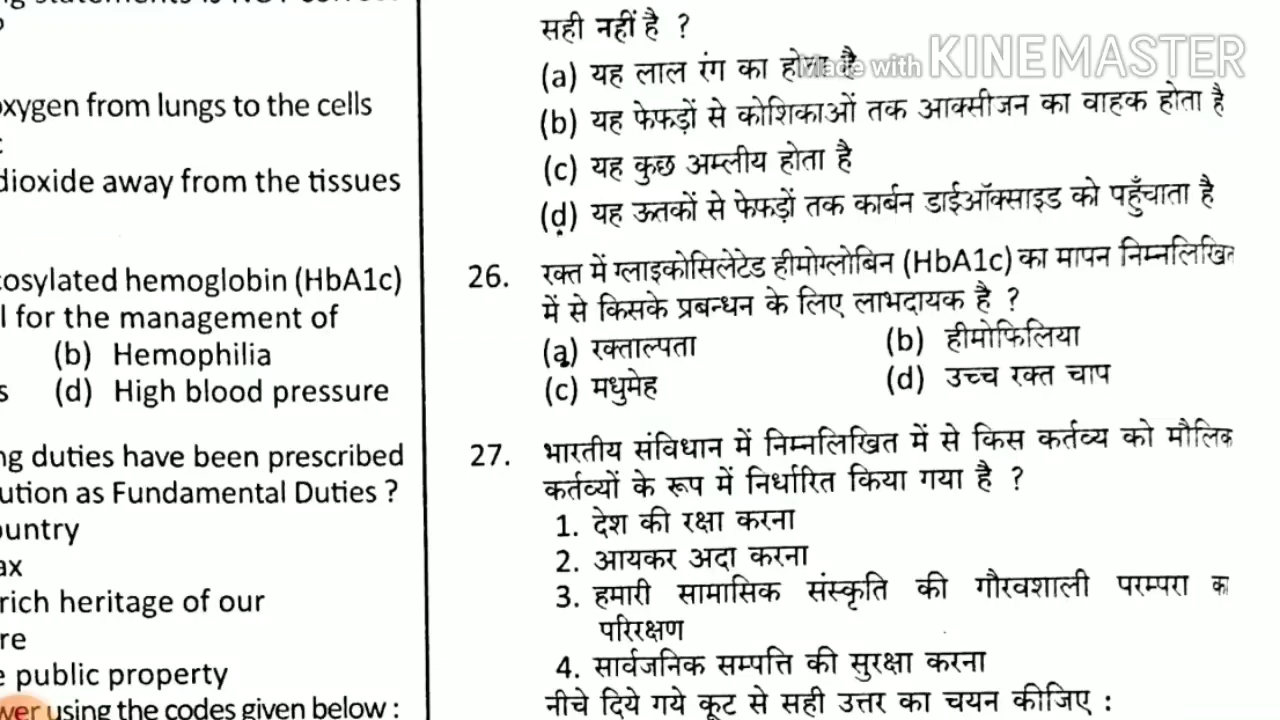 oxygen from lungs to the cells
dioxide away from the tissues
cosylated hemoglobin (HbA1c)
l for the management of
(b) Hemophilia
s (d) High blood pressure
ng duties have been prescribed
ution as Fundamental Duties ?
ountry
ax
rich heritage of our
re
e public property
wer using the codes given below :
सही नहीं है ?
(a) यह लाल रंग का होता है
(b) यह फेफड़ों से कोशिकाओं तक आक्सीजन का वाहक होता है
(c) यह कुछ अम्लीय होता है
(d) यह ऊतकों से फेफड़ों तक कार्बन डाईऑक्साइड को पहुँचाता है
26. रक्त में ग्लाइकोसिलेटेड हीमोग्लोबिन (HbA1c) का मापन निम्नलिखित
में से किसके प्रबन्धन के लिए लाभदायक है ?
(a) रक्ताल्पता (b) हीमोफिलिया
(c) मधुमेह (d) उच्च रक्त चाप
27. भारतीय संविधान में निम्नलिखित में से किस कर्तव्य को मौलिक
कर्तव्यों के रूप में निर्धारित किया गया है ?
1. देश की रक्षा करना
2. आयकर अदा करना
3. हमारी सामासिक संस्कृति की गौरवशाली परम्परा का
परिरक्षण
4. सार्वजनिक सम्पत्ति की सुरक्षा करना
नीचे दिये गये कूट से सही उत्तर का चयन कीजिए :
Made with KINEMASTER